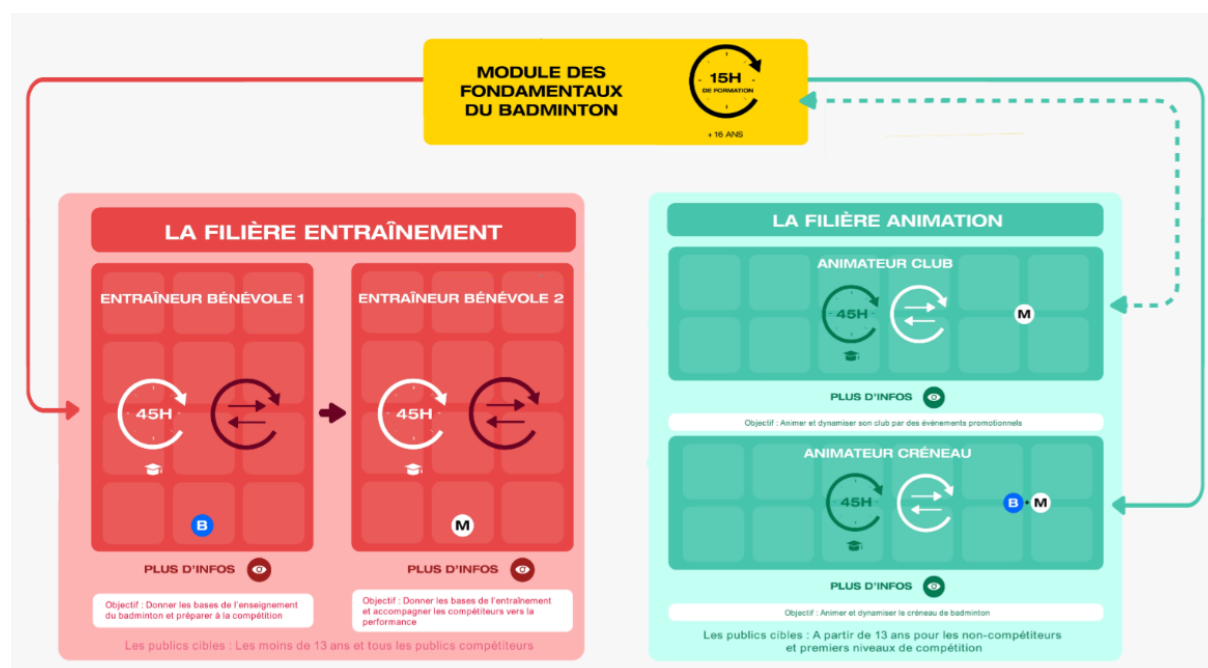 MODULE DES
FONDAMENTAUX
DU BADMINTON
15H
DE FORMATION
+ 16 ANS
LA FILIÈRE ENTRAÎNEMENT
ENTRAÎNEUR BÉNÉVOLE 1
45H
B
PLUS D'INFOS
Objectif : Donner les bases de l'enseignement
du badminton et préparer à la compétition
ENTRAÎNEUR BÉNÉVOLE 2
45H
M
PLUS D'INFOS
Objectif : Donner les bases de l'entraînement
et accompagner les compétiteurs vers la
performance
Les publics cibles : Les moins de 13 ans et tous les publics compétiteurs
LA FILIÈRE ANIMATION
ANIMATEUR CLUB
45H
M
PLUS D'INFOS
Objectif : Animer et dynamiser son club par des événements promotionnels
ANIMATEUR CRÉNEAU
45H
B + M
PLUS D'INFOS
Objectif : Animer et dynamiser le créneau de badminton
Les publics cibles : A partir de 13 ans pour les non-compétiteurs
et premiers niveaux de compétition